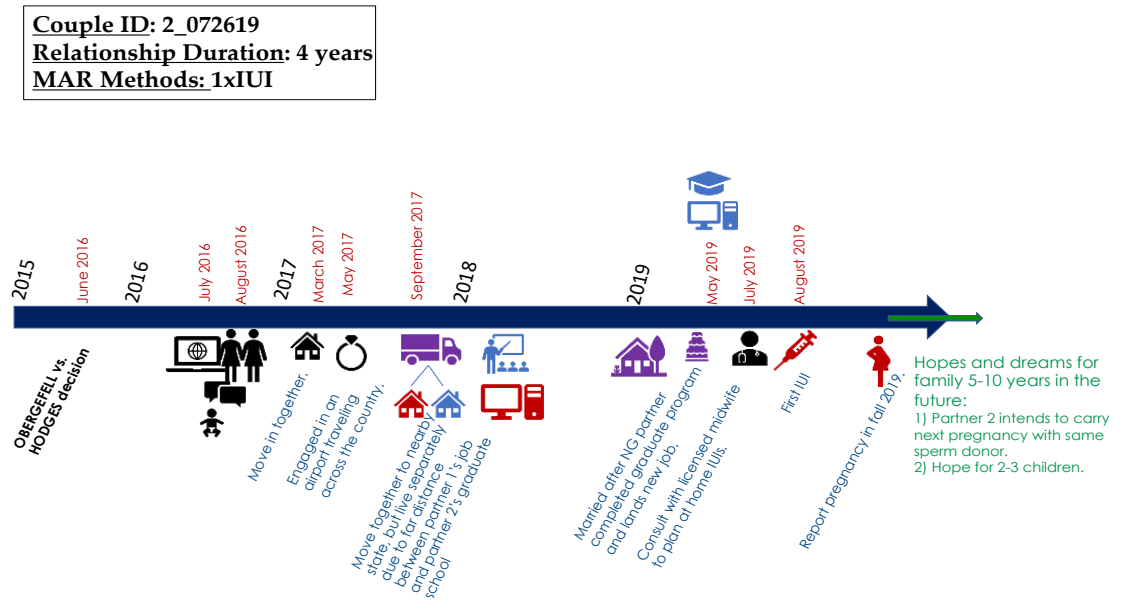 Couple ID: 2_072619
Relationship Duration: 4 years
MAR Methods: 1xIUI
2015
June 2016
2016
July 2016
August 2016
2017
March 2017
May 2017
September 2017
2018
2019
May 2019
July 2019
August 2019
OBERGEFELL vs.
HODGES decision
Move in together.
Engaged in an
airport traveling
across the country.
Move together to nearby
state, but live separately
due to far distance
between partner 1's job
and partner 2's graduate
school
Married after NG partner
completed graduate program
and lands new job.
Consult with licensed midwife
to plan at home IUIs.
First IUI
Report pregnancy in fall 2019.
Hopes and dreams for
family 5-10 years in the
future:
1) Partner 2 intends to carry
next pregnancy with same
sperm donor.
2) Hope for 2-3 children.